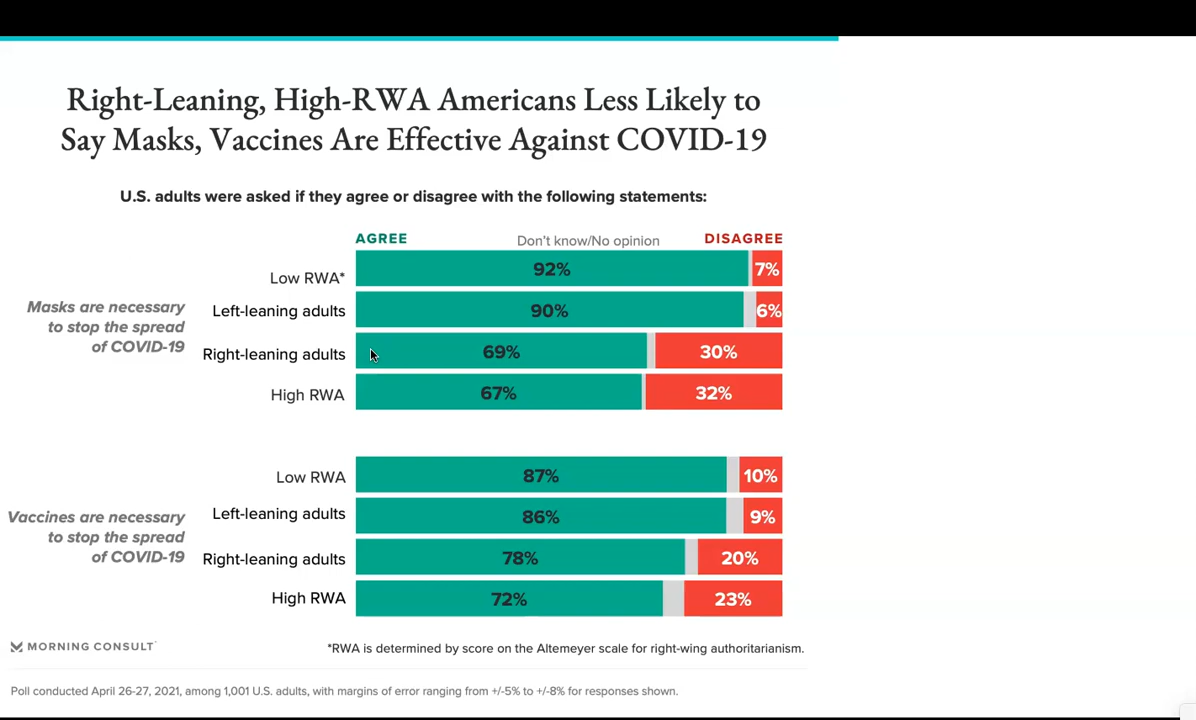 Right-Leaning, High-RWA Americans Less Likely to
Say Masks, Vaccines Are Effective Against COVID-19
U.S. adults were asked if they agree or disagree with the following statements:
AGREE Don't know/No opinion DISAGREE
Masks are necessary
to stop the spread
of COVID-19
Low RWA* 92% 7%
Left-leaning adults 90% 6%
Right-leaning adults 69% 30%
High RWA 67% 32%
Vaccines are necessary
to stop the spread
of COVID-19
Low RWA 87% 10%
Left-leaning adults 86% 9%
Right-leaning adults 78% 20%
High RWA 72% 23%
MORNING CONSULT
*RWA is determined by score on the Altemeyer scale for right-wing authoritarianism.
Poll conducted April 26-27, 2021, among 1,001 U.S. adults, with margins of error ranging from +/-5% to +/-8% for responses shown.